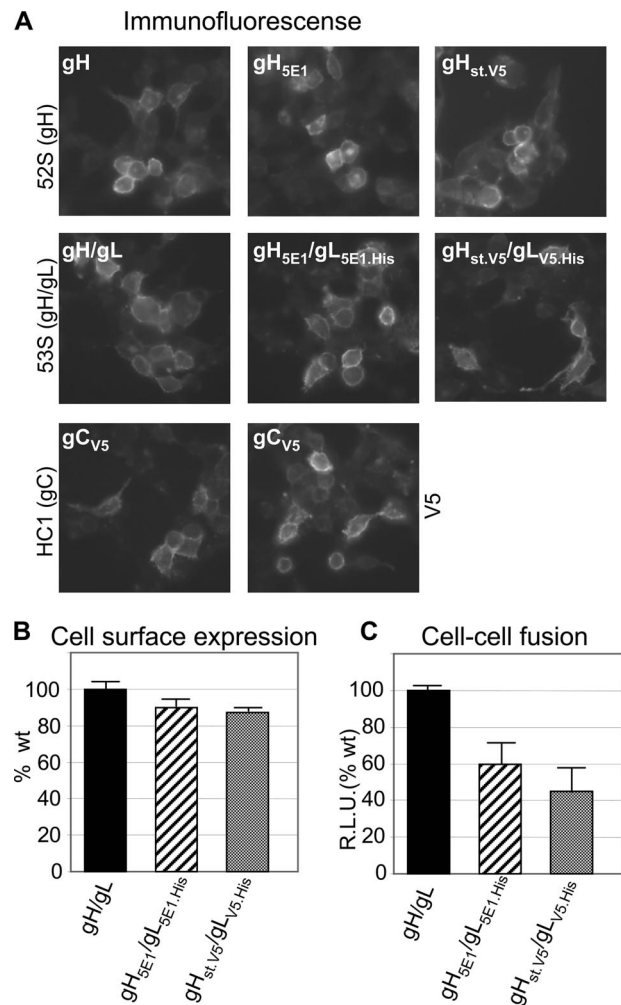 A Immunofluorescense
52S (gH)
gH
gH5E1
gHst.V5
53S (gH/gL)
gH/gL
gH5E1/gL5E1.His
gHst.V5/gLV5.His
HC1 (gC)
gCV5
gCV5
V5
B Cell surface expression
% wt
100
80
60
40
20
0
gH/gL
gH5E1/gL5E1.His
gHst.V5/gLV5.His
C Cell-cell fusion
R.L.U.(% wt)
100
80
60
40
20
0
gH/gL
gH5E1/gL5E1.His
gHst.V5/gLV5.His